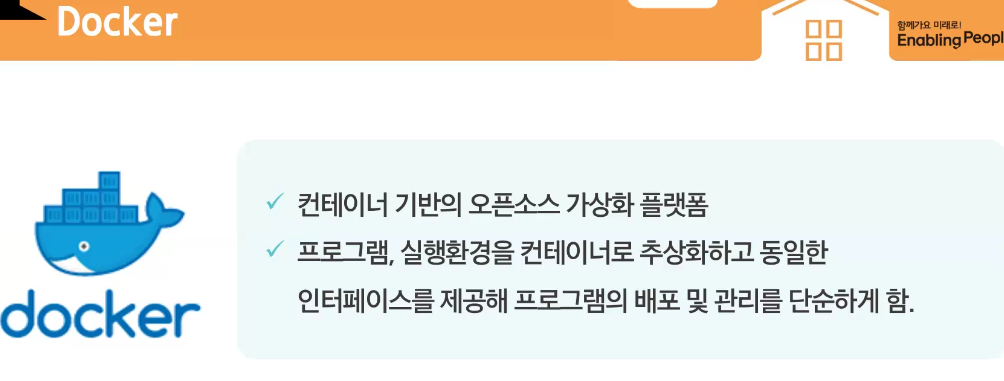 Docker
함께가요 미래로!
Enabling Peopl
컨테이너 기반의 오픈소스 가상화 플랫폼
프로그램, 실행환경을 컨테이너로 추상화하고 동일한
인터페이스를 제공해 프로그램의 배포 및 관리를 단순하게 함.
docker